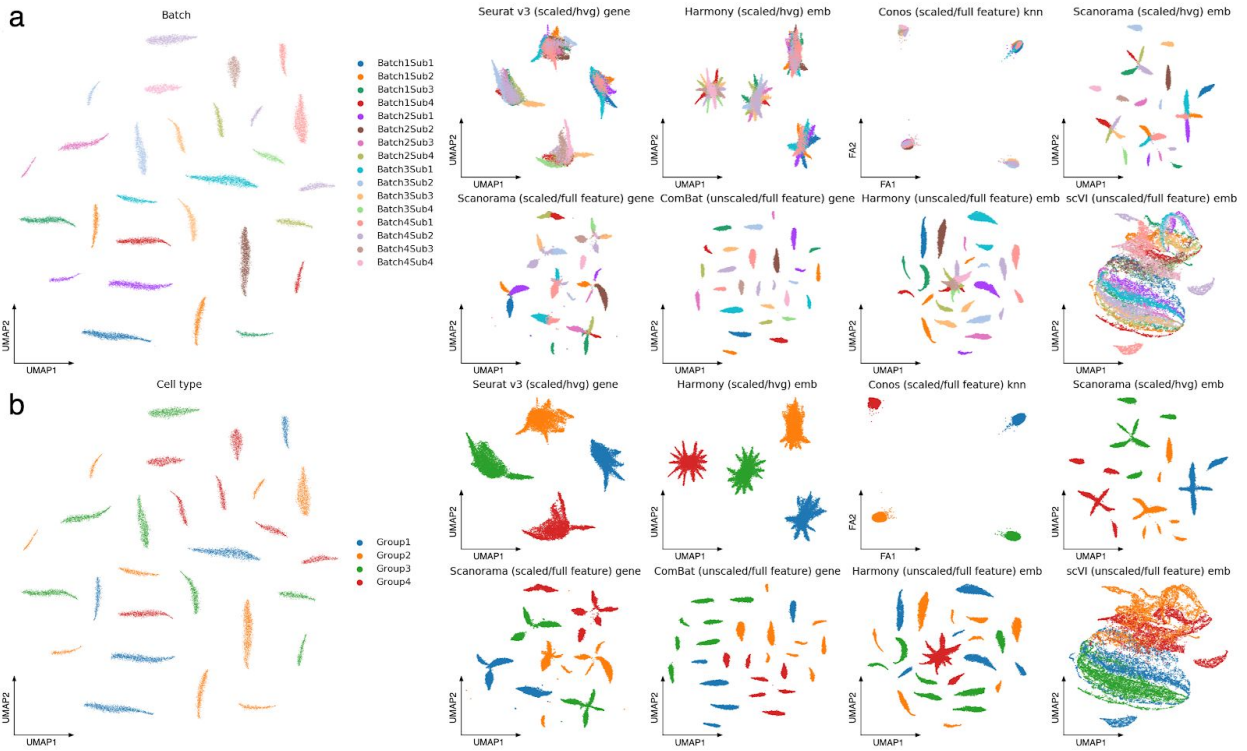 a
Batch
Batch1Sub1
Batch1Sub2
Batch1Sub3
Batch1Sub4
Batch2Sub1
Batch2Sub2
Batch2Sub3
Batch2Sub4
Batch3Sub1
Batch3Sub2
Batch3Sub3
Batch3Sub4
Batch4Sub1
Batch4Sub2
Batch4Sub3
Batch4Sub4
UMAP2
UMAP1
Seurat v3 (scaled/hvg) gene
UMAP2
UMAP1
Harmony (scaled/hvg) emb
UMAP2
UMAP1
Conos (scaled/full feature) knn
FA2
FA1
Scanorama (scaled/hvg) emb
UMAP2
UMAP1
Scanorama (scaled/full feature) gene
UMAP2
UMAP1
ComBat (unscaled/full feature) gene
UMAP2
UMAP1
Harmony (unscaled/full feature) emb
UMAP2
UMAP1
scVI (unscaled/full feature) emb
UMAP2
UMAP1
b
Cell type
Group1
Group2
Group3
Group4
UMAP2
UMAP1
Seurat v3 (scaled/hvg) gene
UMAP2
UMAP1
Harmony (scaled/hvg) emb
UMAP2
UMAP1
Conos (scaled/full feature) knn
FA2
FA1
Scanorama (scaled/hvg) emb
UMAP2
UMAP1
Scanorama (scaled/full feature) gene
UMAP2
UMAP1
ComBat (unscaled/full feature) gene
UMAP2
UMAP1
Harmony (unscaled/full feature) emb
UMAP2
UMAP1
scVI (unscaled/full feature) emb
UMAP2
UMAP1